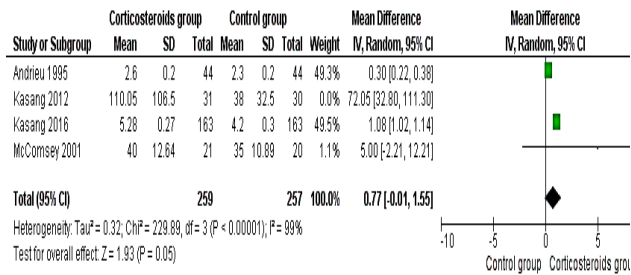 Corticosteroids group Control group Mean Difference Mean Difference
Study or Subgroup Mean SD Total Mean SD Total Weight IV, Random, 95% CI IV, Random, 95% CI
Andrieu 1995 2.6 0.2 44 2.3 0.2 44 49.3% 0.30 [0.22, 0.38]
Kasang 2012 110.05 106.5 31 38 32.5 30 0.0% 72.05 [32.80, 111.30]
Kasang 2016 5.28 0.27 163 4.2 0.3 163 49.5% 1.08 [1.02, 1.14]
McComsey 2001 40 12.64 21 35 10.89 20 1.1% 5.00 [-2.21, 12.21]
Total (95% CI) 259 257 100.0% 0.77 [-0.01, 1.55]
Heterogeneity: Tau² = 0.32; Chi² = 229.89, df = 3 (P < 0.00001); I² = 99%
Test for overall effect: Z = 1.93 (P = 0.05)
-10 -5 0 5
Control group Corticosteroids grou